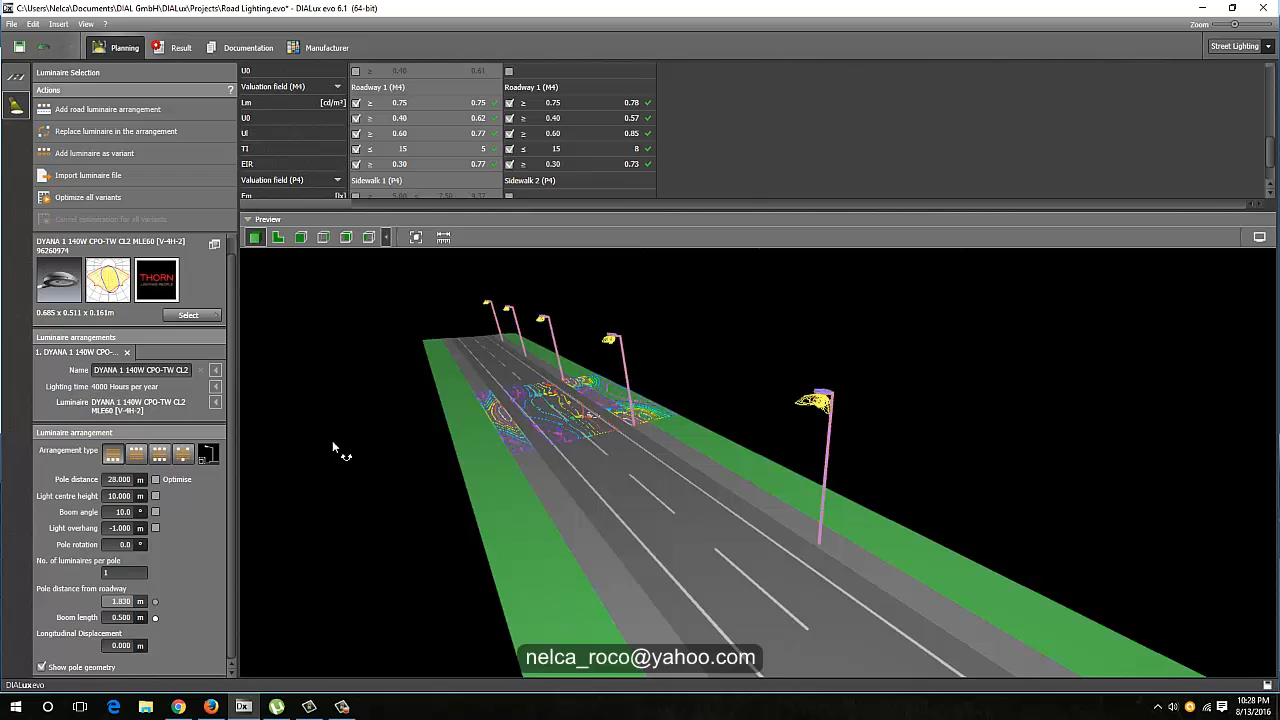 C:\Users\Nelca\Documents\DIAL GmbH\DIALux\Projects\Road Lighting.evo* - DIALux evo 6.1 (64-bit)
File Edit Insert View ?
Zoom
Planning Result Documentation Manufacturer
Street Lighting
Luminaire Selection
Actions ?
Add road luminaire arrangement
Replace luminaire in the arrangement
Add luminaire as variant
Import luminaire file
Optimize all variants
Cancel optimization for all variants
DYANA 1 140W CPO-TW CL2 MLE60 [V-4H-2]
96260974
THORN
LIGHTING PEOPLE
0.685 x 0.511 x 0.161m
Select
Luminaire arrangements
1. DYANA 1 140W CPO-...
Name DYANA 1 140W CPO-TW CL2
Lighting time 4000 Hours per year
Luminaire DYANA 1 140W CPO-TW CL2
MLE60 [V-4H-2]
Luminaire arrangement
Arrangement type
Pole distance 28.000 m Optimise
Light centre height 10.000 m
Boom angle 10.0 °
Light overhang -1.000 m
Pole rotation 0.0 °
No. of luminaires per pole
1
Pole distance from roadway
1.830 m
Boom length 0.500 m
Longitudinal Displacement
0.000 m
Show pole geometry
DIALux evo
U0 ≥ 0.40 0.61
Valuation field (M4) Roadway 1 (M4) Roadway 1 (M4)
Lm [cd/m²] ≥ 0.75 0.75 ≥ 0.75 0.78
U0 ≥ 0.40 0.62 ≥ 0.40 0.57
Ul ≥ 0.60 0.77 ≥ 0.60 0.85
TI ≤ 15 5 ≤ 15 8
EIR ≥ 0.30 0.77 ≥ 0.30 0.73
Valuation field (P4) Sidewalk 1 (P4) Sidewalk 2 (P4)
Em [lx] ≥ 5.00 ≤ 7.50 9.37
Preview
nelca_roco@yahoo.com
10:28 PM
8/13/2016